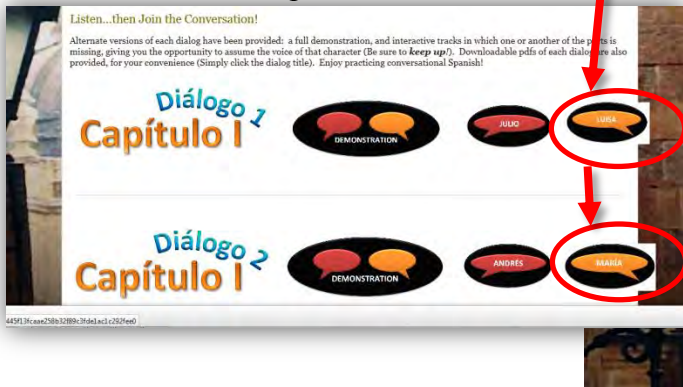 Listen...then Join the Conversation!
Alternate versions of each dialog have been provided: a full demonstration, and interactive tracks in which one or another of the parts is
missing, giving you the opportunity to assume the voice of that character (Be sure to keep up!). Downloadable pdfs of each dialog are also
provided, for your convenience (Simply click the dialog title). Enjoy practicing conversational Spanish!
Diálogo 1
Capítulo I
DEMONSTRATION
JULIO
LUISA
Diálogo 2
Capítulo I
DEMONSTRATION
ANDRÉS
MARÍA